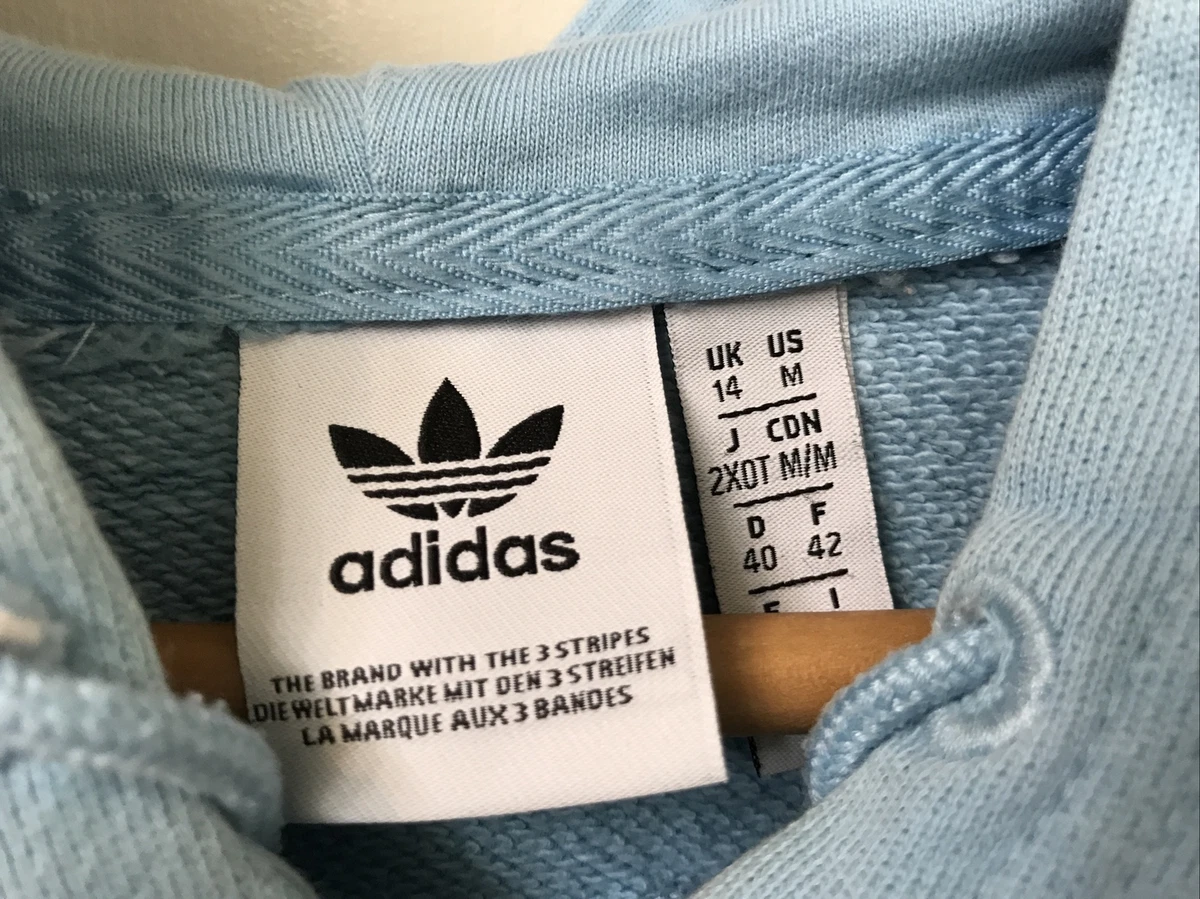 adidas
THE BRAND WITH THE 3 STRIPES
DIE WELTMARKE MIT DEN 3 STREIFEN
LA MARQUE AUX 3 BANDES
UK US
14 M
J CDN
2XOT M/M
D F
40 42
I